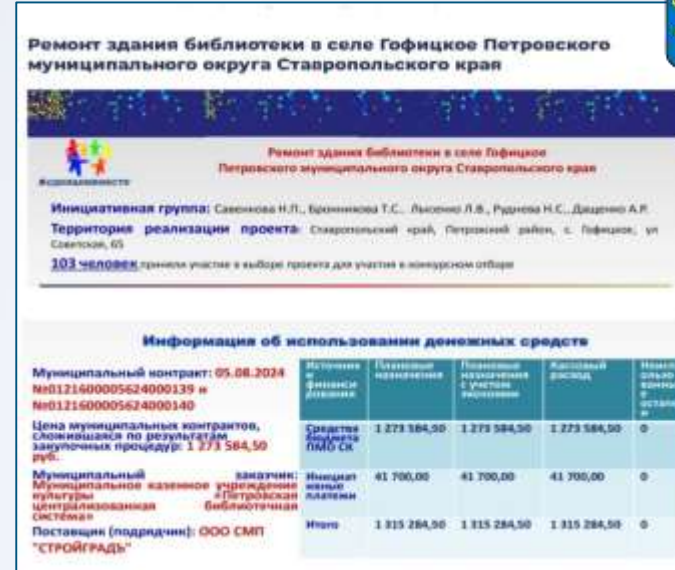 Ремонт здания библиотеки в селе Гофицкое Петровского
муниципального округа Ставропольского края
#сделаемвместе
Ремонт здания библиотеки в селе Гофицкое
Петровского муниципального округа Ставропольского края
Инициативная группа: Савенкова Н.П., Бронникова Т.С., Лысенко Л.В., Руднева Н.С., Дащенко А.Р.
Территория реализации проекта: Ставропольский край, Петровский район, с. Гофицкое, ул
Советская, 65
103 человек приняли участие в выборе проекта для участия в конкурсном отборе
Информация об использовании денежных средств
Муниципальный контракт: 05.08.2024
№0121600005624000139 и
№0121600005624000140
Цена муниципальных контрактов,
сложившаяся по результатам
закупочных процедур: 1 273 584,50
руб.
Муниципальный заказчик:
Муниципальное казенное учреждение
культуры «Петровская
централизованная библиотечная
система»
Поставщик (подрядчик): ООО СМП
"СТРОЙГРАДЪ"
Плановые назначения
Плановые назначения с учетом экономии
Кассовый расход
Средства бюджета ПМО СК 1 273 584,50 1 273 584,50 1 273 584,50 0
Инициативные платежи 41 700,00 41 700,00 41 700,00 0
Итого 1 315 284,50 1 315 284,50 1 315 284,50 0